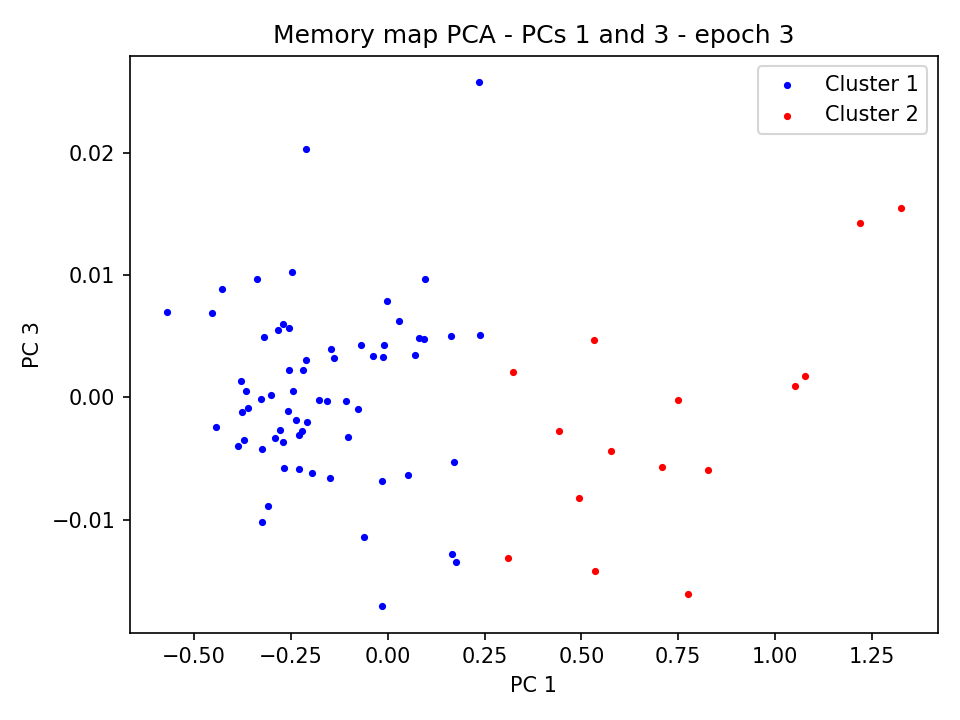 Memory map PCA - PCs 1 and 3 - epoch 3
Cluster 1
Cluster 2
PC 3
0.02
0.01
0.00
−0.01
−0.50
−0.25
0.00
0.25
0.50
0.75
1.00
1.25
PC 1